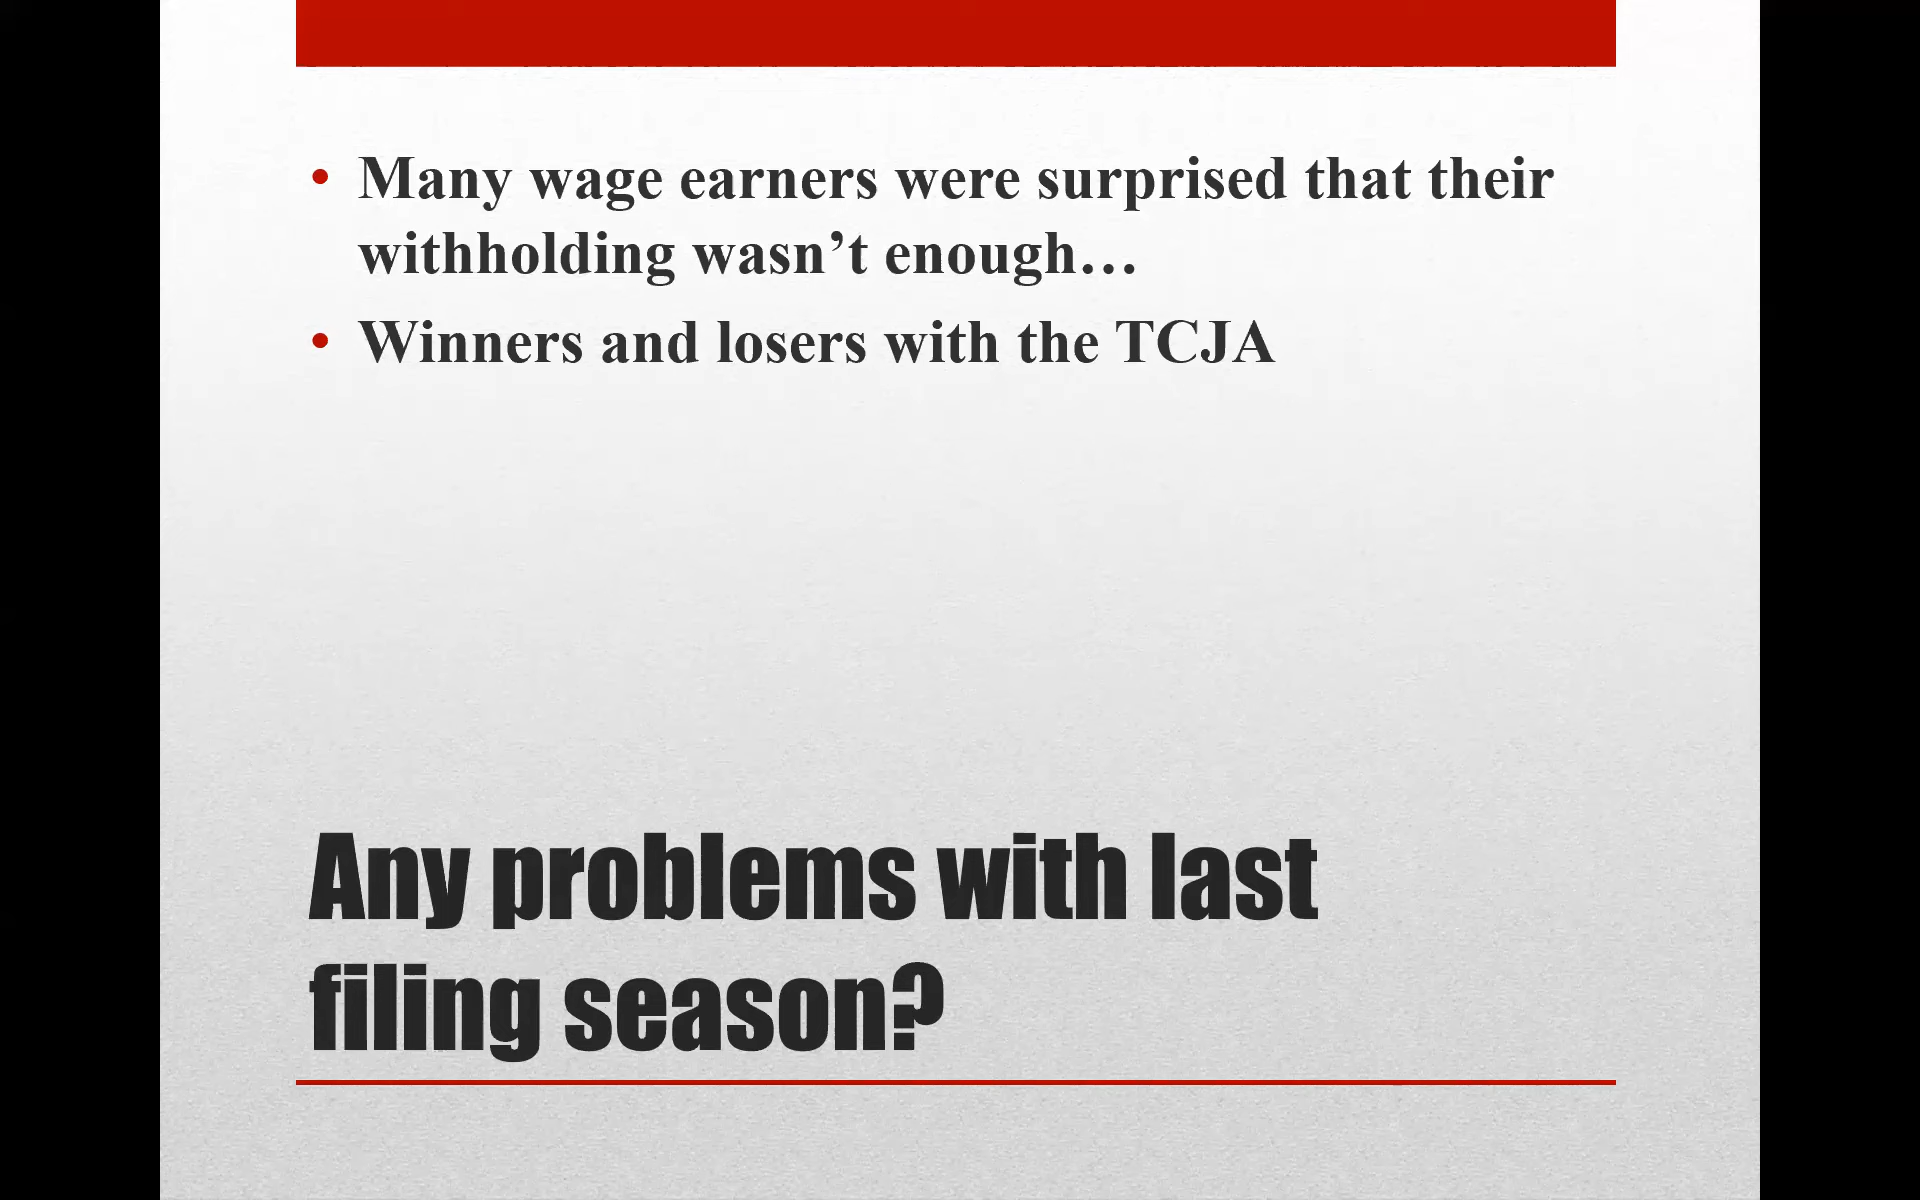 • Many wage earners were surprised that their
withholding wasn’t enough…
• Winners and losers with the TCJA
Any problems with last
filing season?